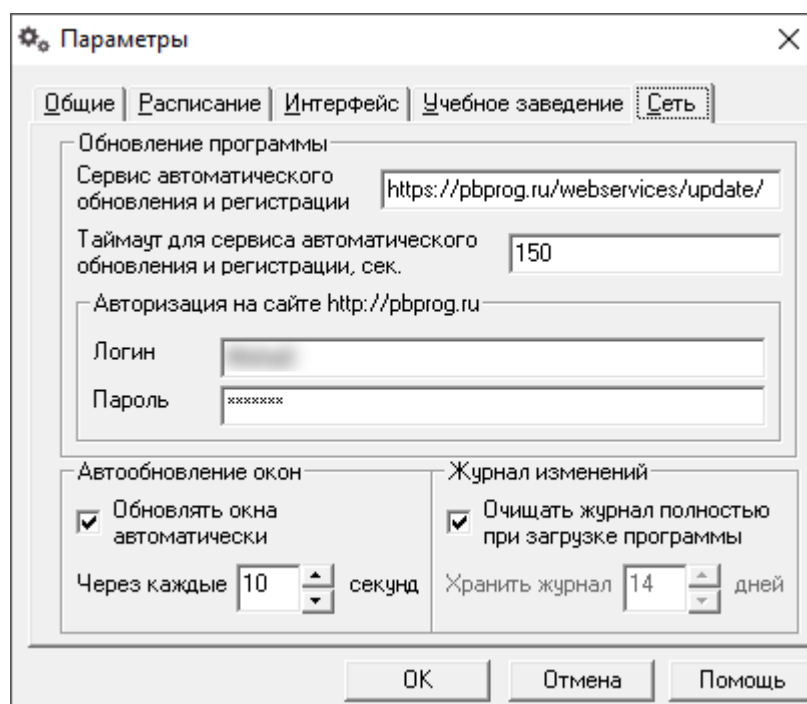 Параметры
Общие Расписание Интерфейс Учебное заведение Сеть
Обновление программы
Сервис автоматического
обновления и регистрации
https://pbprog.ru/webservices/update/
Таймаут для сервиса автоматического
обновления и регистрации, сек.
150
Авторизация на сайте http://pbprog.ru
Логин
Пароль
*******
Автообновление окон
Обновлять окна
автоматически
Через каждые 10 секунд
Журнал изменений
Очищать журнал полностью
при загрузке программы
Хранить журнал 14 дней
ОК Отмена Помощь